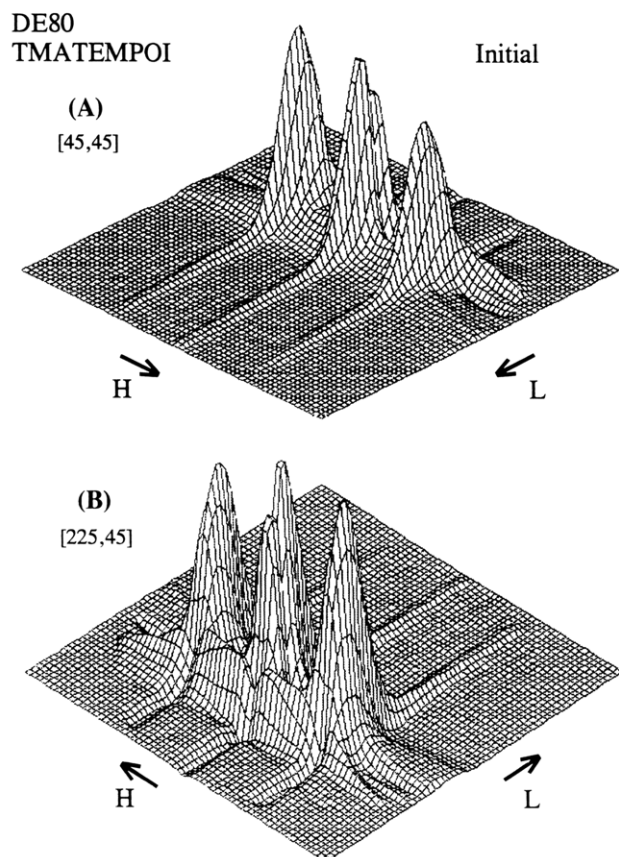 DE80
TMATEMPOI
Initial
(A)
[45,45]
H
L
(B)
[225,45]
H
L